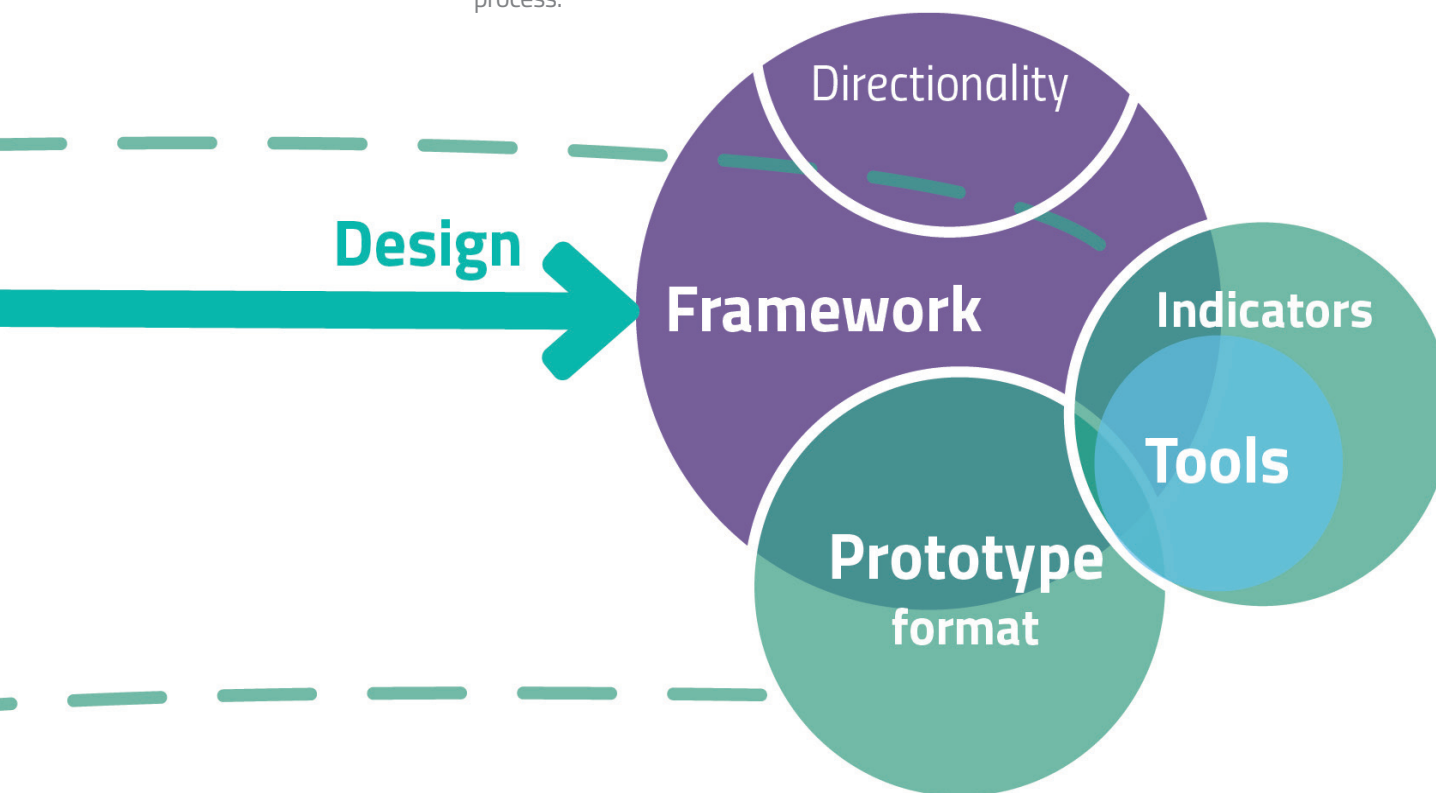 process.
Directionality
Design
Framework
Indicators
Tools
Prototype
format